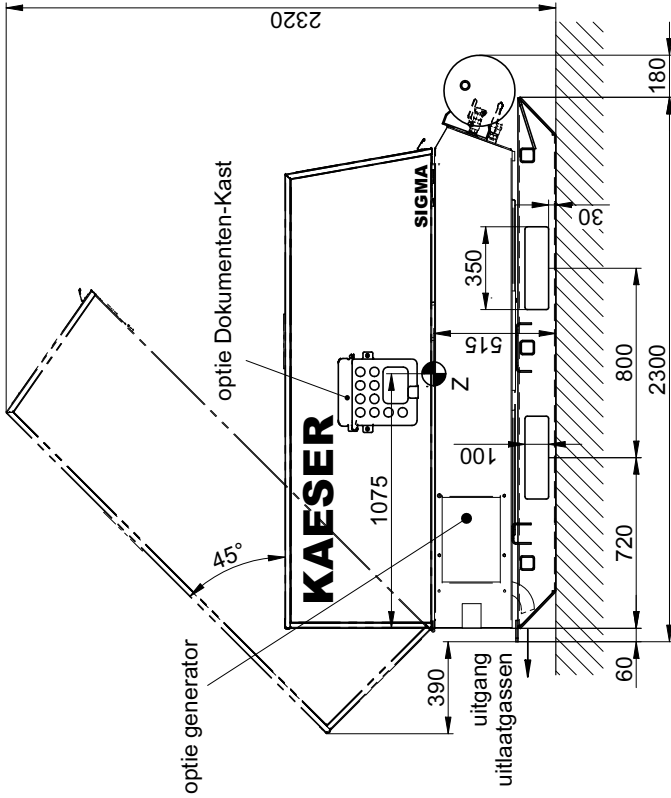 2320
optie Dokumenten-Kast
optie generator
45°
KAESER
SIGMA
1075
Z
390
515
350
100
30
180
uitgang
uitlaatgassen
60
720
800
2300